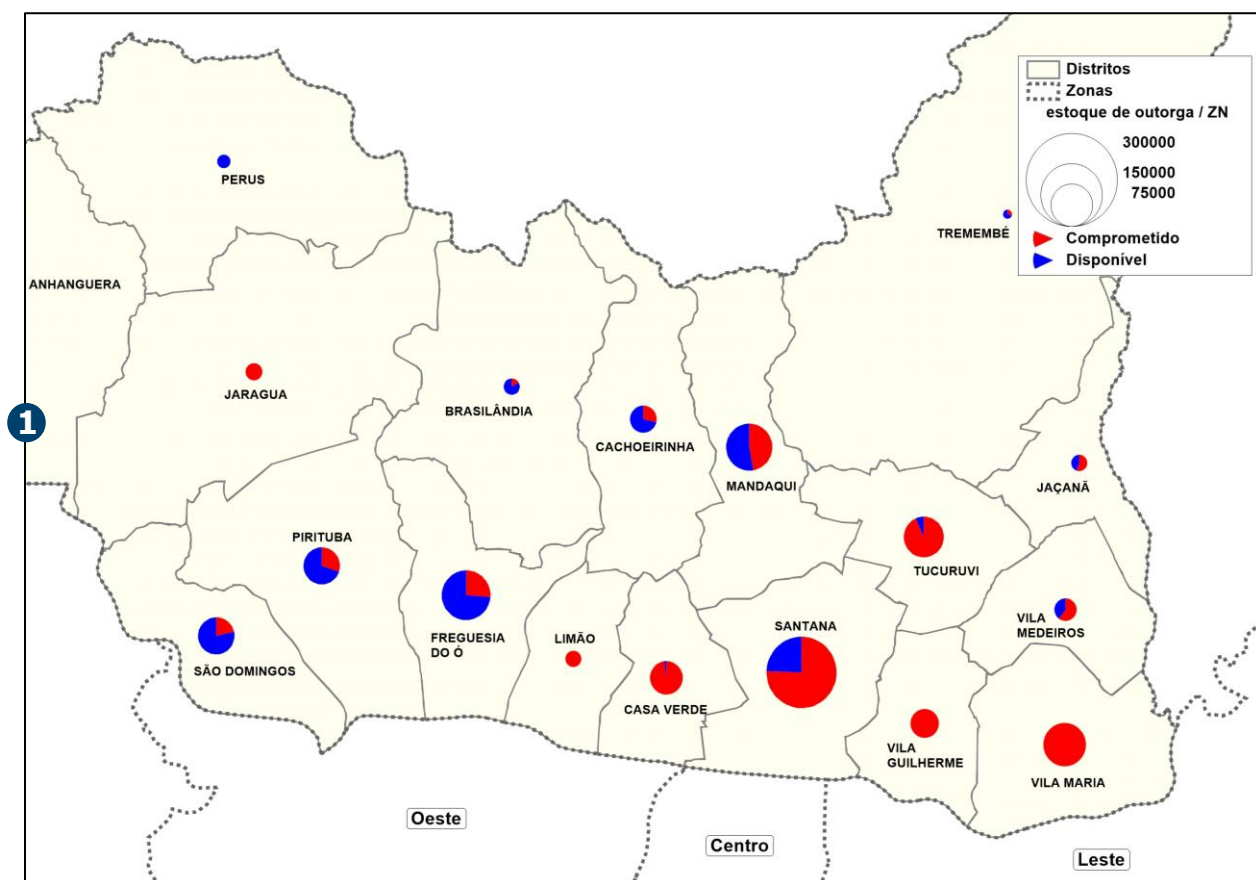 Distritos
Zonas
estoque de outorga / ZN
300000
150000
75000
Comprometido
Disponível
PERUS
TREMEMBÉ
ANHANGUERA
JARAGUA
BRASILÂNDIA
1
CACHOEIRINHA
MANDAQUI
JAÇANÃ
PIRITUBA
TUCURUVI
FREGUESIA
DO Ó
LIMÃO
SANTANA
VILA
MEDEIROS
SÃO DOMINGOS
CASA VERDE
VILA
GUILHERME
VILA MARIA
Oeste
Centro
Leste